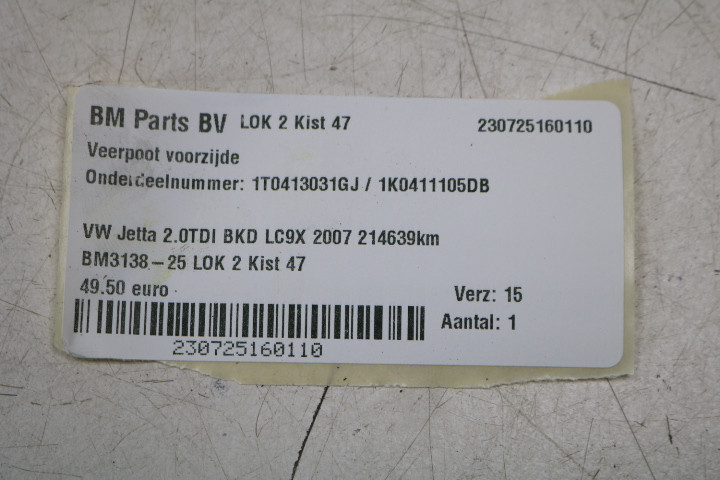 BM Parts BV LOK 2 Kist 47 230725160110
Veerpoot voorzijde
Onderdeelnummer: 1T0413031GJ / 1K0411105DB
VW Jetta 2.0TDI BKD LC9X 2007 214639km
BM3138-25 LOK 2 Kist 47
49.50 euro Verz: 15
Aantal: 1
230725160110